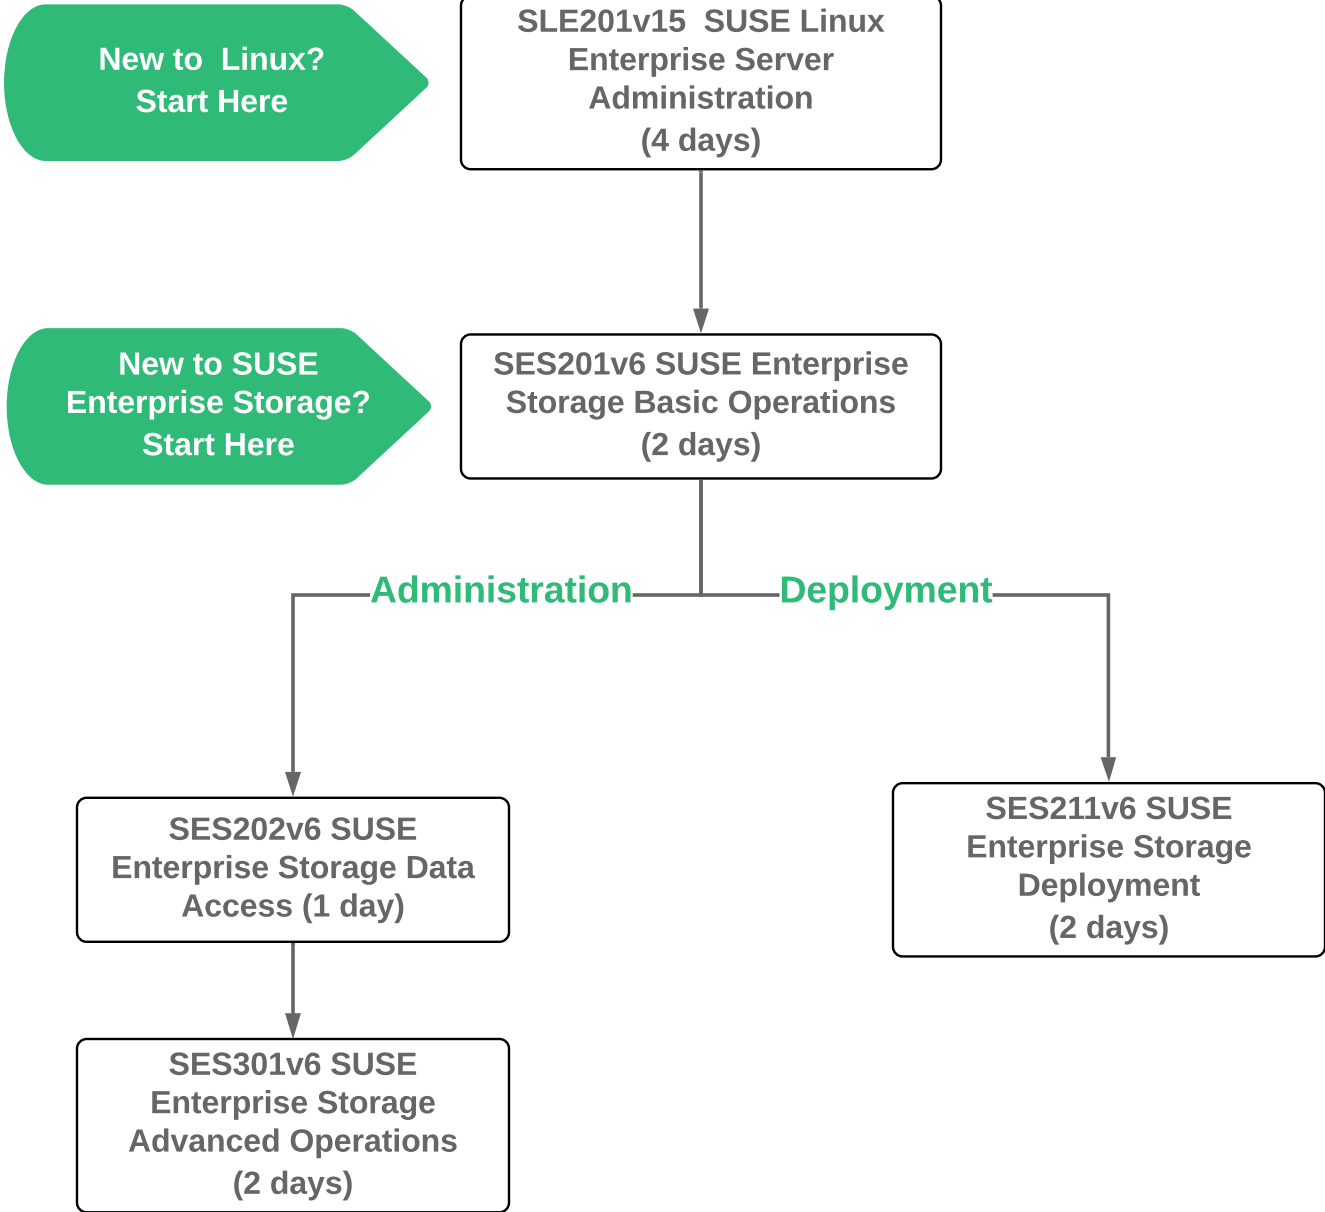 New to  Linux?
Start Here
SLE201v15  SUSE Linux
Enterprise Server
Administration
(4 days)
New to SUSE
Enterprise Storage?
Start Here
SES201v6 SUSE Enterprise
Storage Basic Operations
(2 days)
Administration
Deployment
SES202v6 SUSE
Enterprise Storage Data
Access (1 day)
SES211v6 SUSE
Enterprise Storage
Deployment
(2 days)
SES301v6 SUSE
Enterprise Storage
Advanced Operations
(2 days)